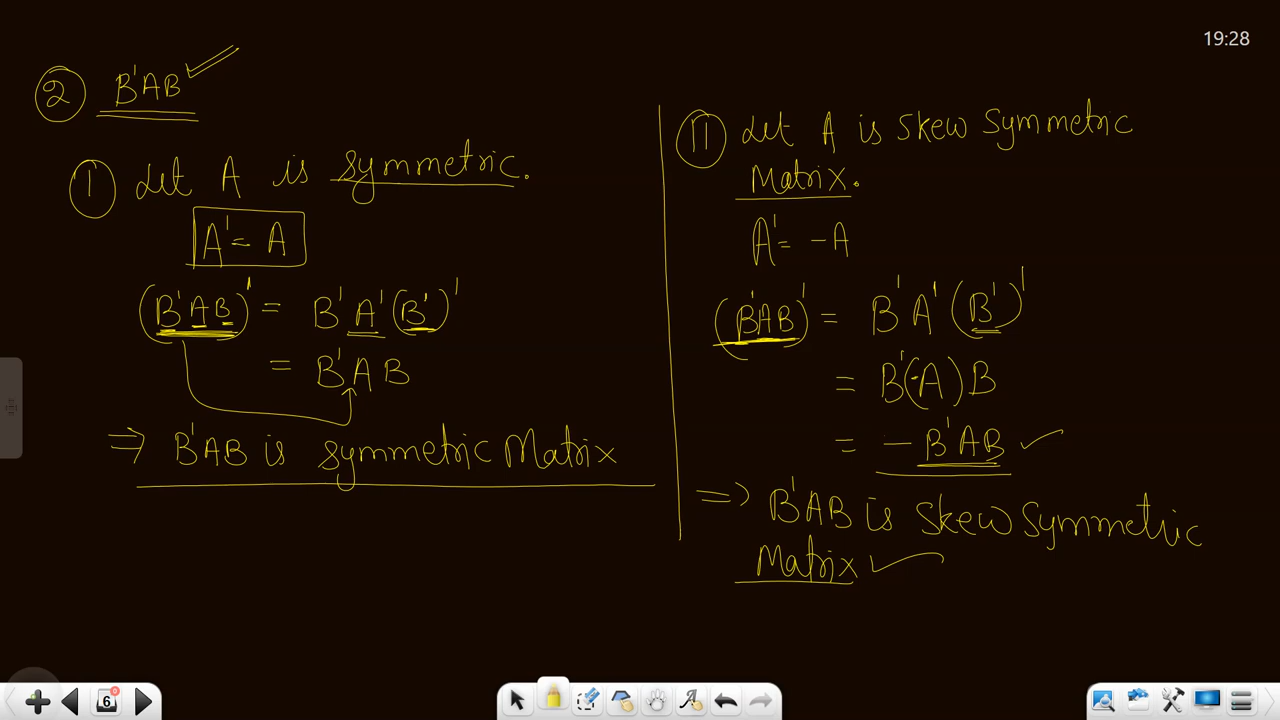 19:28
② B'AB
Ⅰ Let A is symmetric.
A' = A
(B'AB)' = B' A' (B')'
= B'AB
⇒ B'AB is symmetric Matrix
Ⅱ Let A is skew symmetric
Matrix.
A' = -A
(B'AB)' = B' A' (B')'
= B'(-A)B
= -B'AB
⇒ B'AB is skew symmetric
Matrix
6
0